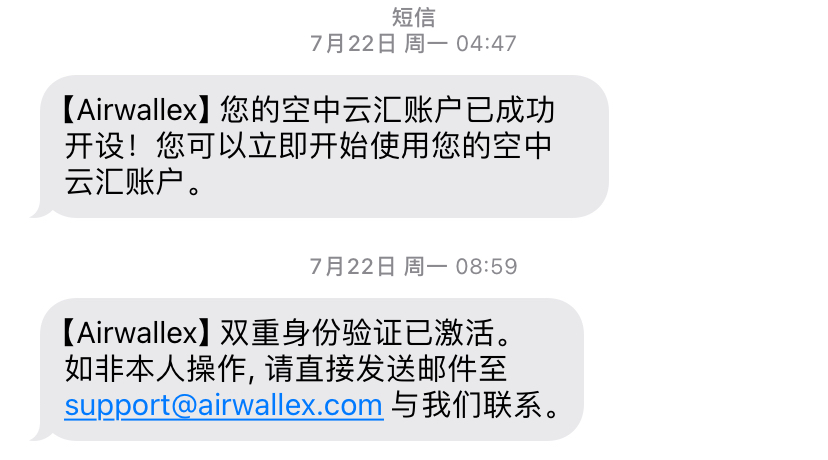 短信
7月22日 周一 04:47
【Airwallex】您的空中云汇账户已成功
开设！您可以立即开始使用您的空中
云汇账户。
7月22日 周一 08:59
【Airwallex】双重身份验证已激活。
如非本人操作, 请直接发送邮件至
support@airwallex.com 与我们联系。